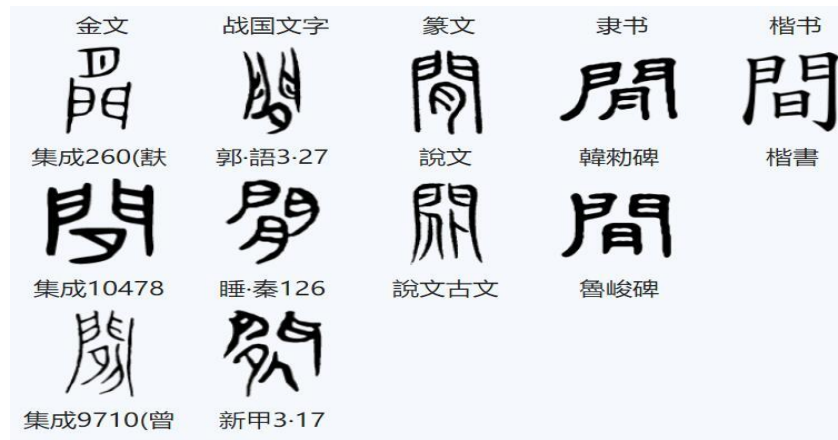 金文 战国文字 篆文 隶书 楷书
集成260(㝬 郭·語3·27 說文 韓勑碑 楷書
集成10478 睡·秦126 說文古文 魯峻碑
集成9710(曾 新甲3·17